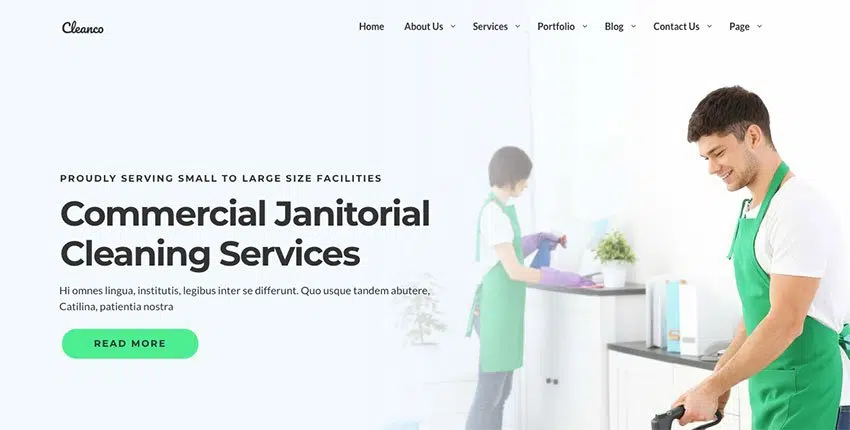 Cleanco
Home About Us Services Portfolio Blog Contact Us Page
PROUDLY SERVING SMALL TO LARGE SIZE FACILITIES
Commercial Janitorial
Cleaning Services
Hi omnes lingua, institutis, legibus inter se differunt. Quo usque tandem abutere,
Catilina, patientia nostra
READ MORE